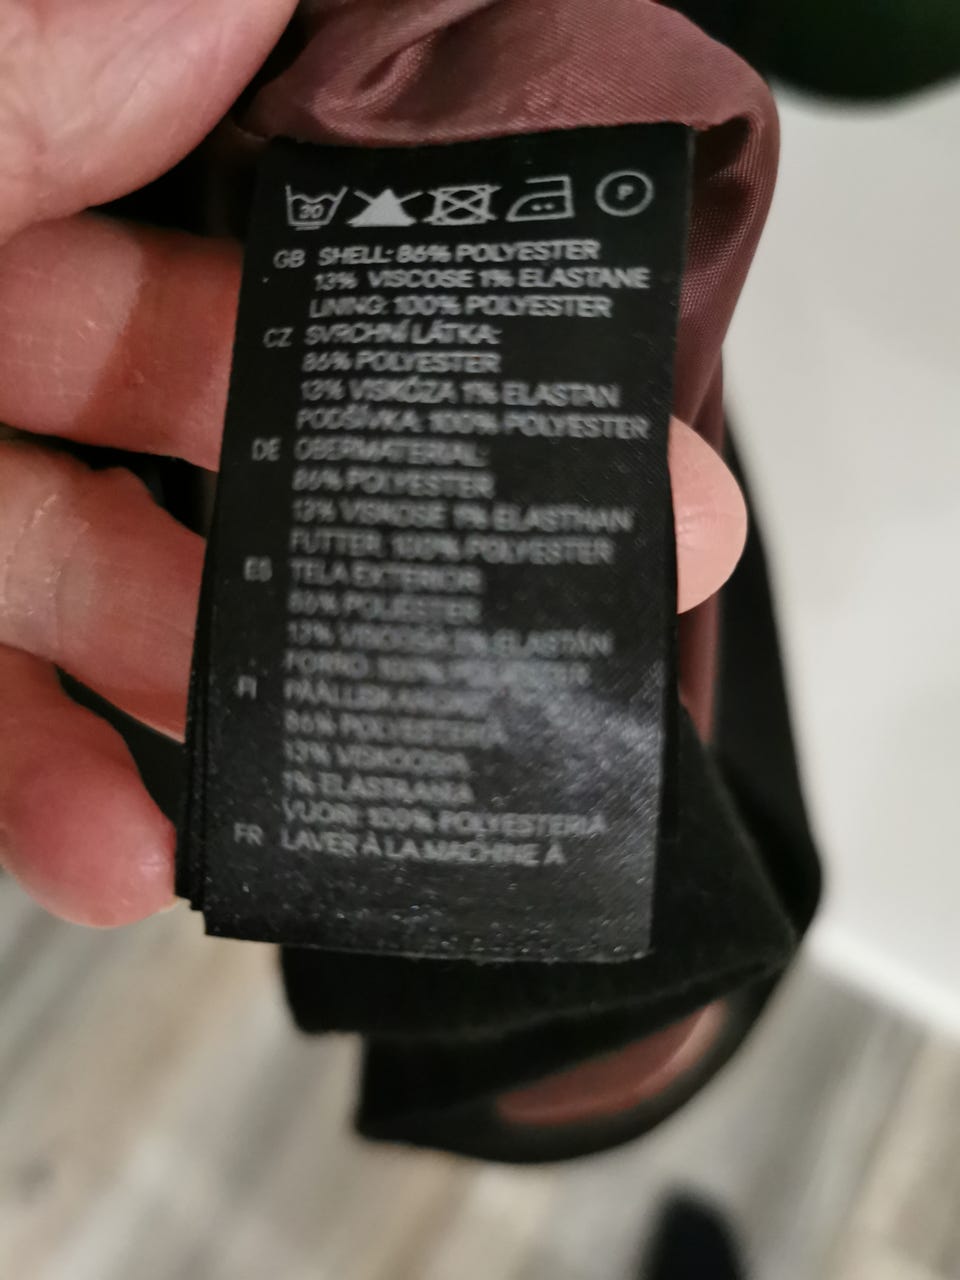 30 P
GB SHELL: 86% POLYESTER
13% VISCOSE 1% ELASTANE
LINING: 100% POLYESTER
CZ SVRCHNÍ LÁTKA:
86% POLYESTER
13% VISKÓZA 1% ELASTAN
PODŠÍVKA: 100% POLYESTER
DE OBERMATERIAL:
86% POLYESTER
13% VISKOSE 1% ELASTHAN
FUTTER: 100% POLYESTER
ES TELA EXTERIOR
86% POLIÉSTER
13% VISCOSA 1% ELASTÁN
FORRO: 100%
FI
86% POLYESTERIÄ
13% VISKOOSIA
1% ELASTAANIA
VUORI: 100% POLYESTERIÄ
FR LAVER À LA MACHINE À